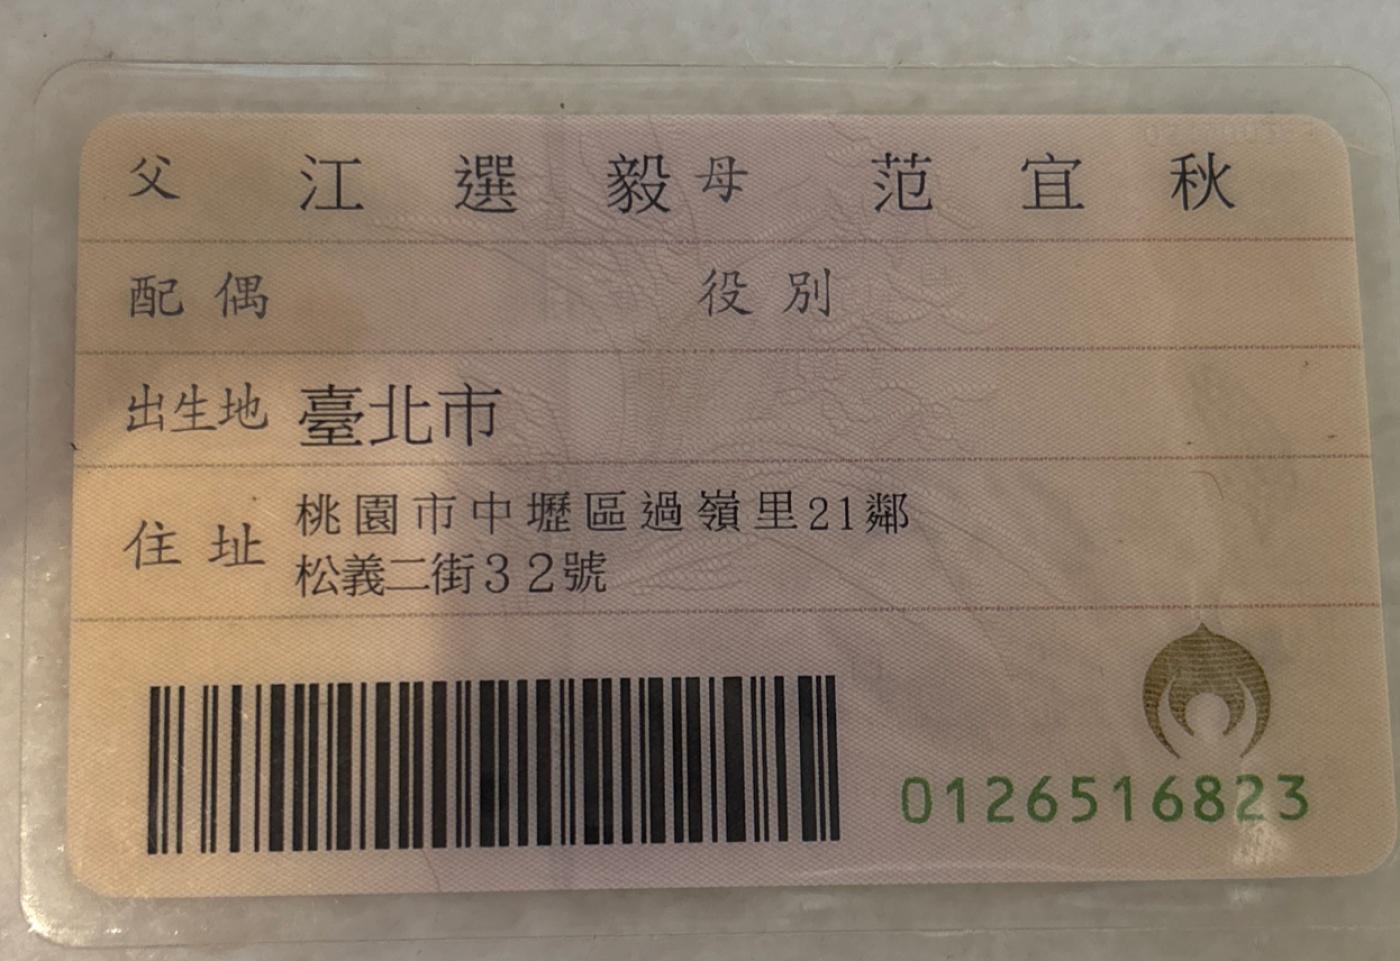 父 江選毅 母 范宜秋
配偶 役別
出生地 臺北市
住址 桃園市中壢區過嶺里21鄰
松義二街32號
0126516823